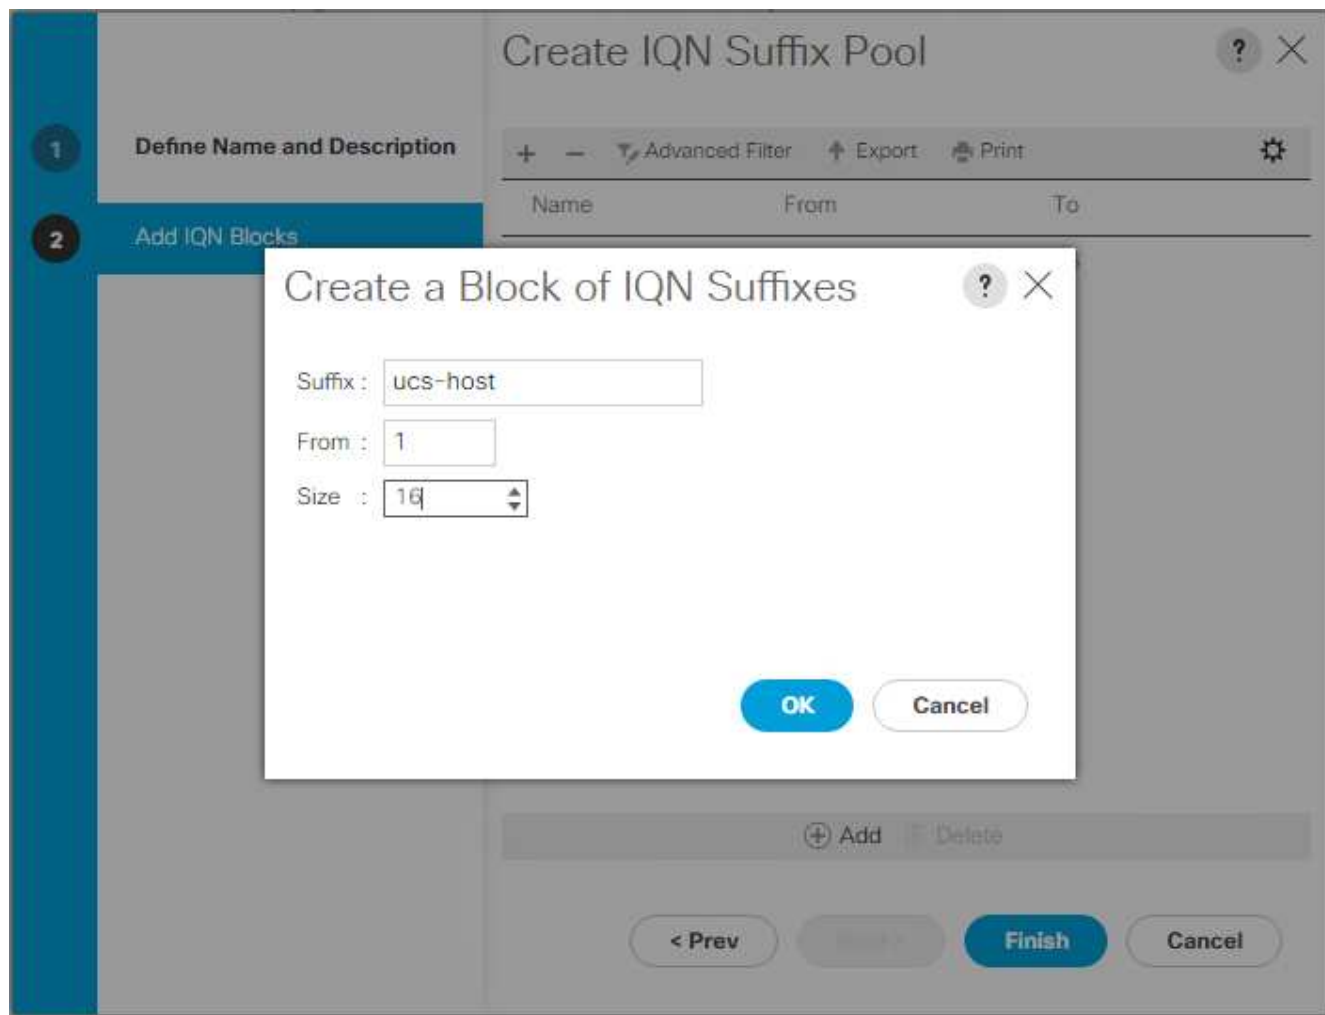 Create IQN Suffix Pool
?
1 Define Name and Description
+ − Advanced Filter Export Print
Name From To
2 Add IQN Blocks
Create a Block of IQN Suffixes
?
Suffix : ucs-host
From : 1
Size : 16
OK Cancel
Add Delete
< Prev Finish Cancel